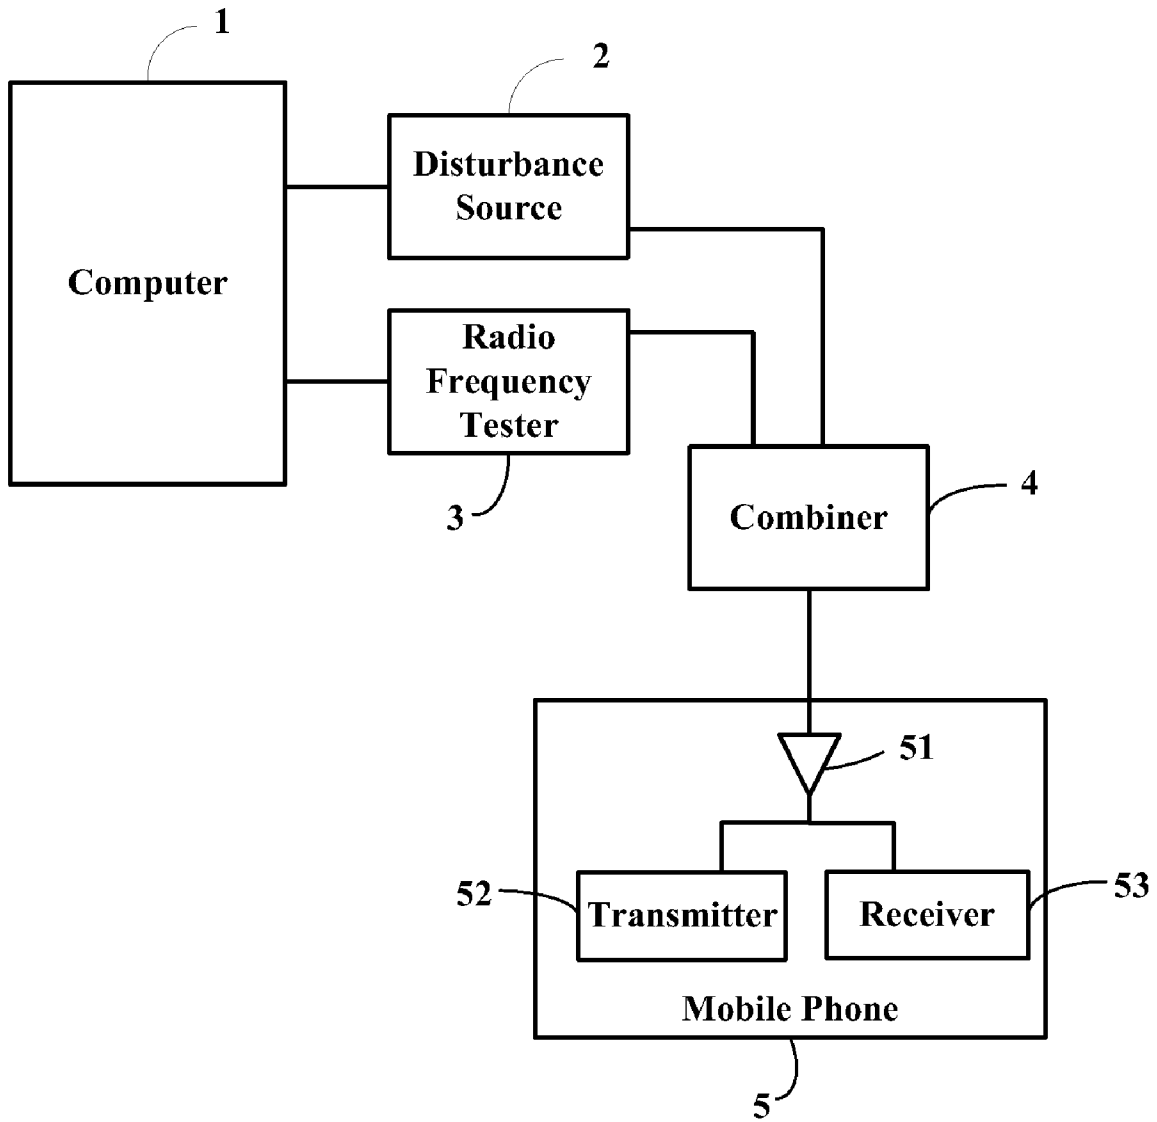 1
2
Disturbance
Source
Computer
Radio
Frequency
Tester
3
4
Combiner
51
52
Transmitter
Receiver
53
Mobile Phone
5